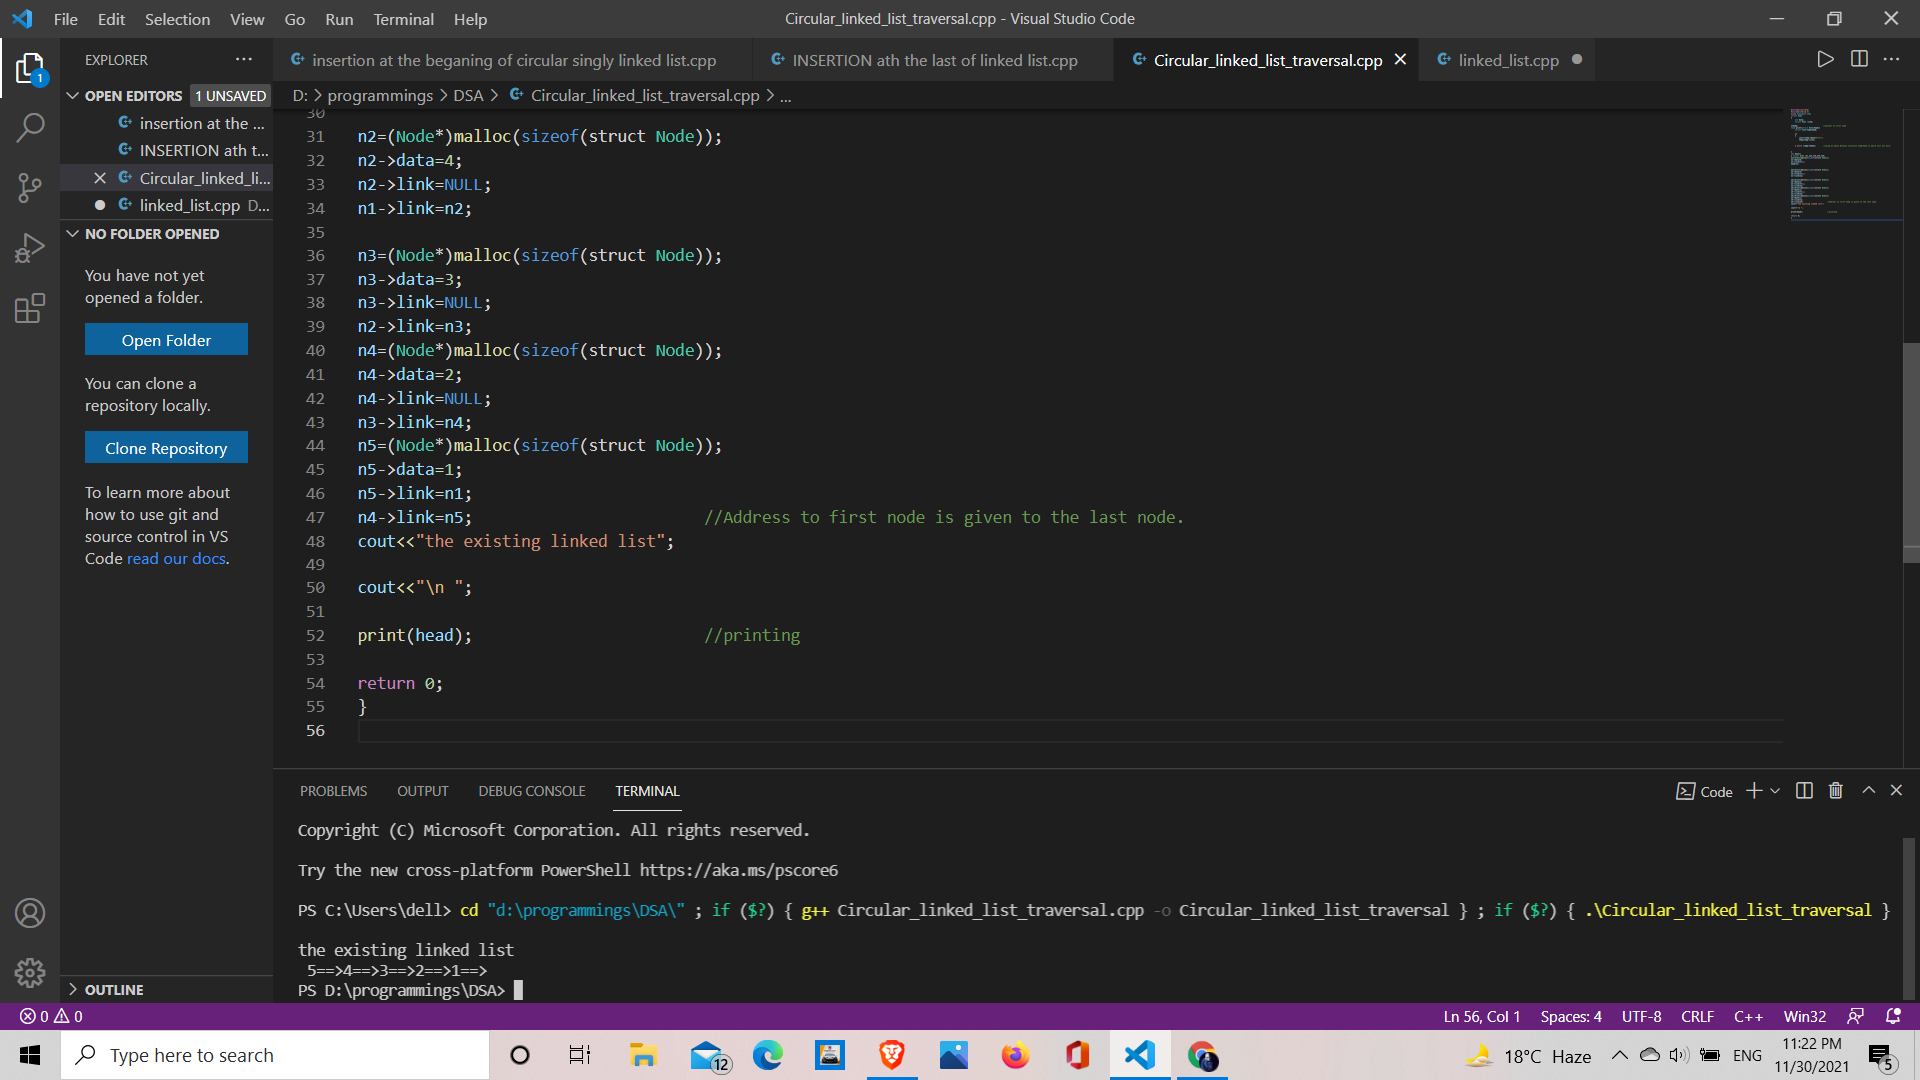 File Edit Selection View Go Run Terminal Help
Circular_linked_list_traversal.cpp - Visual Studio Code
EXPLORER
insertion at the beganing of circular singly linked list.cpp
INSERTION ath the last of linked list.cpp
Circular_linked_list_traversal.cpp
linked_list.cpp
OPEN EDITORS 1 UNSAVED
insertion at the ...
INSERTION ath t...
Circular_linked_li...
linked_list.cpp D...
NO FOLDER OPENED
You have not yet
opened a folder.
Open Folder
You can clone a
repository locally.
Clone Repository
To learn more about
how to use git and
source control in VS
Code read our docs.
OUTLINE
D: > programmings > DSA > Circular_linked_list_traversal.cpp > ...
30
31 n2=(Node*)malloc(sizeof(struct Node));
32 n2->data=4;
33 n2->link=NULL;
34 n1->link=n2;
35
36 n3=(Node*)malloc(sizeof(struct Node));
37 n3->data=3;
38 n3->link=NULL;
39 n2->link=n3;
40 n4=(Node*)malloc(sizeof(struct Node));
41 n4->data=2;
42 n4->link=NULL;
43 n3->link=n4;
44 n5=(Node*)malloc(sizeof(struct Node));
45 n5->data=1;
46 n5->link=n1;
47 n4->link=n5; //Address to first node is given to the last node.
48 cout<<"the existing linked list";
49
50 cout<<"\n ";
51
52 print(head); //printing
53
54 return 0;
55 }
56
PROBLEMS OUTPUT DEBUG CONSOLE TERMINAL
Code
Copyright (C) Microsoft Corporation. All rights reserved.
Try the new cross-platform PowerShell https://aka.ms/pscore6
PS C:\Users\dell> cd "d:\programmings\DSA\" ; if ($?) { g++ Circular_linked_list_traversal.cpp -o Circular_linked_list_traversal } ; if ($?) { .\Circular_linked_list_traversal }
the existing linked list
5==>4==>3==>2==>1==>
PS D:\programmings\DSA>
0 0
Ln 56, Col 1 Spaces: 4 UTF-8 CRLF C++ Win32
Type here to search
12
18°C Haze
ENG
11:22 PM
11/30/2021
5
1